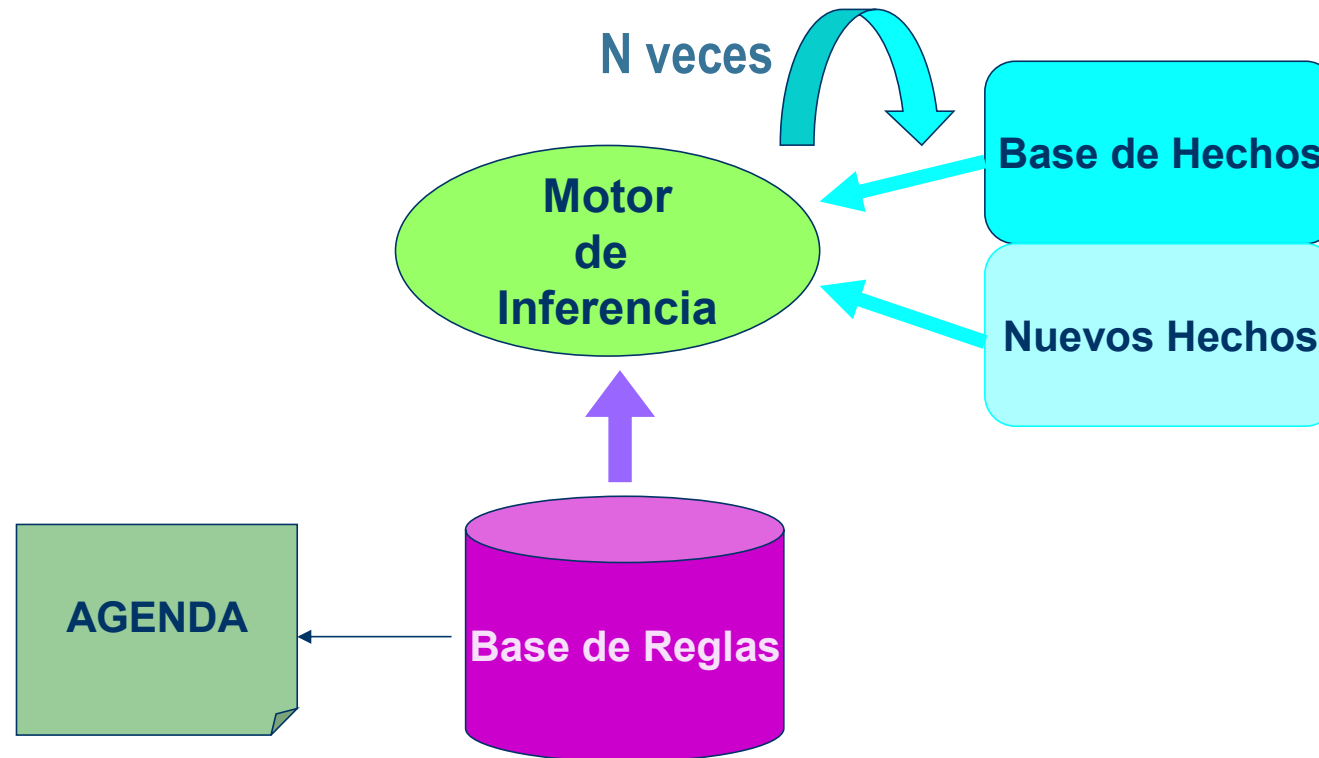 N veces
Base de Hechos
Motor
de
Inferencia
Nuevos Hechos
AGENDA
Base de Reglas